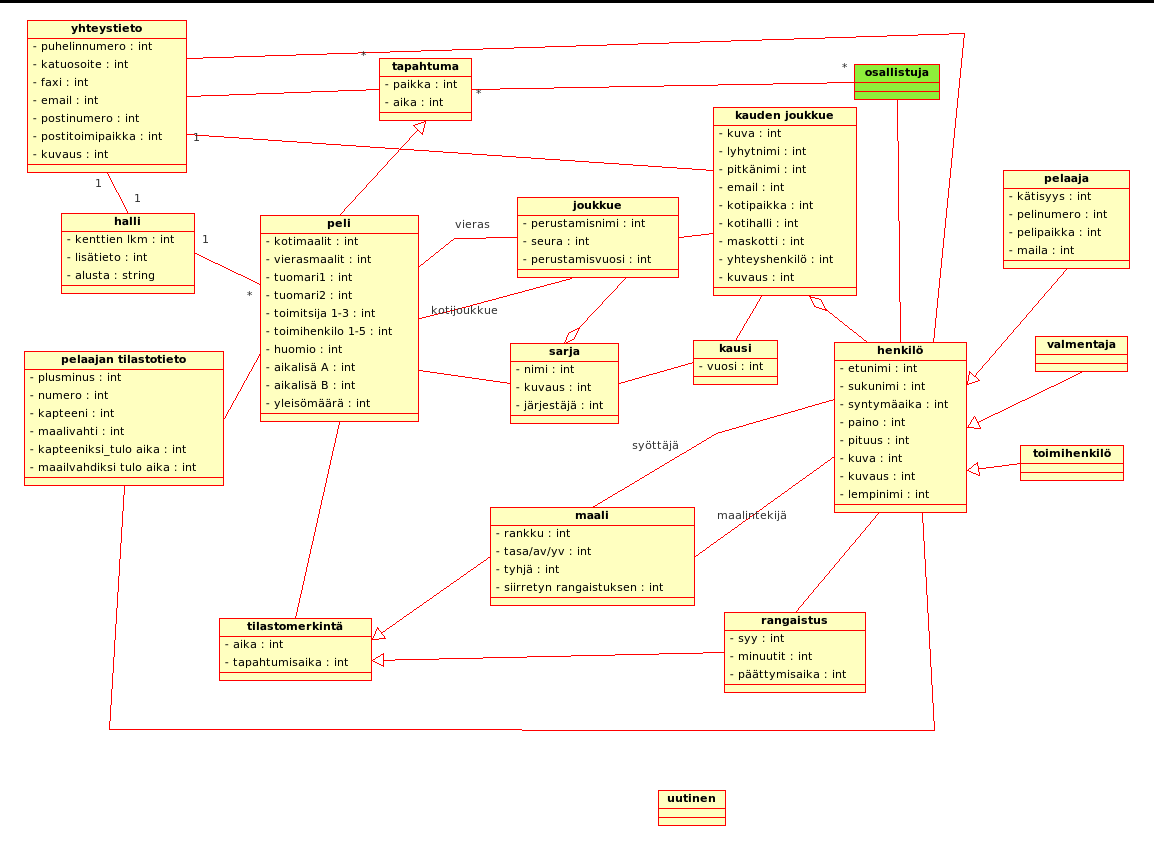 yhteystieto
- puhelinnumero : int
- katuosoite : int
- faxi : int
- email : int
- postinumero : int
- postitoimipaikka : int
- kuvaus : int
*
tapahtuma
- paikka : int
- aika : int
*
*
osallistuja
1
1
1
kauden joukkue
- kuva : int
- lyhytnimi : int
- pitkänimi : int
- email : int
- kotipaikka : int
- kotihalli : int
- maskotti : int
- yhteyshenkilö : int
- kuvaus : int
pelaaja
- kätisyys : int
- pelinumero : int
- pelipaikka : int
- maila : int
halli
- kenttien lkm : int
- lisätieto : int
- alusta : string
1
*
peli
- kotimaalit : int
- vierasmaalit : int
- tuomari1 : int
- tuomari2 : int
- toimitsija 1-3 : int
- toimihenkilo 1-5 : int
- huomio : int
- aikalisä A : int
- aikalisä B : int
- yleisömäärä : int
vieras
kotijoukkue
joukkue
- perustamisnimi : int
- seura : int
- perustamisvuosi : int
sarja
- nimi : int
- kuvaus : int
- järjestäjä : int
kausi
- vuosi : int
henkilö
- etunimi : int
- sukunimi : int
- syntymäaika : int
- paino : int
- pituus : int
- kuva : int
- kuvaus : int
- lempinimi : int
valmentaja
toimihenkilö
pelaajan tilastotieto
- plusminus : int
- numero : int
- kapteeni : int
- maalivahti : int
- kapteeniksi_tulo aika : int
- maailvahdiksi tulo aika : int
syöttäjä
maalintekijä
maali
- rankku : int
- tasa/av/yv : int
- tyhjä : int
- siirretyn rangaistuksen : int
tilastomerkintä
- aika : int
- tapahtumisaika : int
rangaistus
- syy : int
- minuutit : int
- päättymisaika : int
uutinen